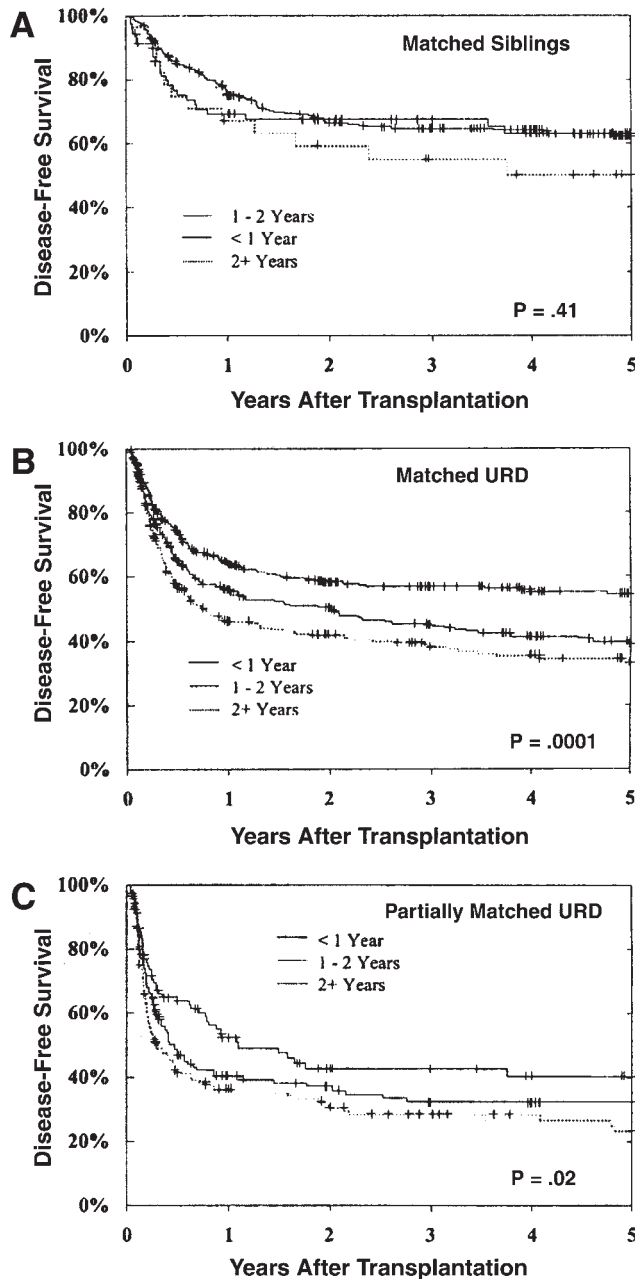 A
Matched Siblings
Disease-Free Survival
100%
80%
60%
40%
20%
0%
1 - 2 Years
< 1 Year
2+ Years
P = .41
0 1 2 3 4 5
Years After Transplantation
B
Matched URD
Disease-Free Survival
100%
80%
60%
40%
20%
0%
< 1 Year
1 - 2 Years
2+ Years
P = .0001
0 1 2 3 4 5
Years After Transplantation
C
Partially Matched URD
Disease-Free Survival
100%
80%
60%
40%
20%
0%
< 1 Year
1 - 2 Years
2+ Years
P = .02
0 1 2 3 4 5
Years After Transplantation